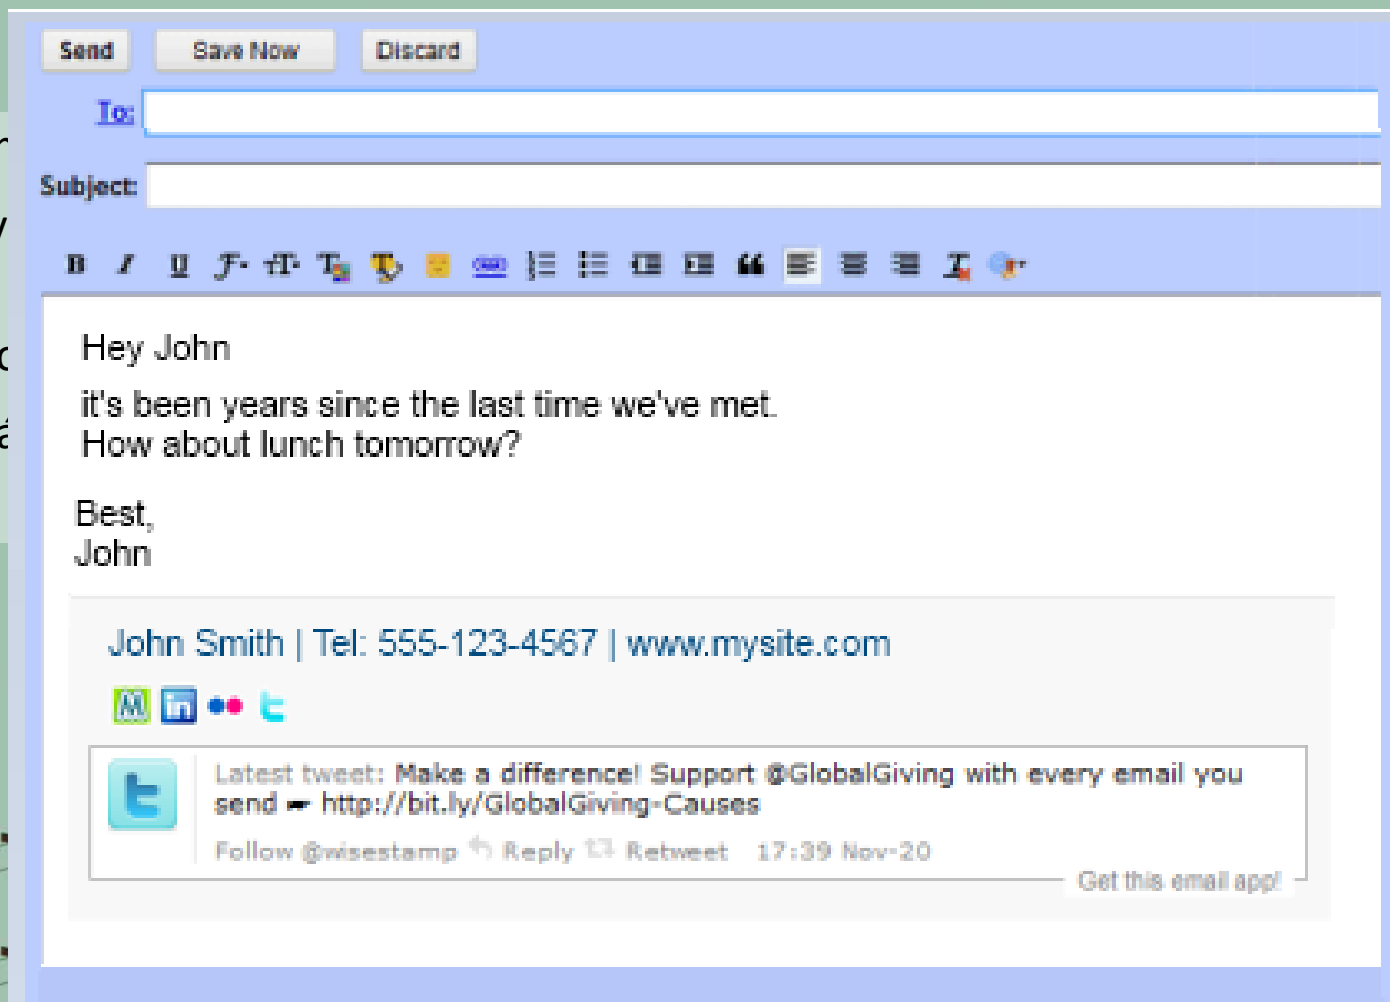 Send Save Now Discard
To:
Subject:
B I U
Hey John
it's been years since the last time we've met.
How about lunch tomorrow?
Best,
John
John Smith | Tel: 555-123-4567 | www.mysite.com
Latest tweet: Make a difference! Support @GlobalGiving with every email you
send ☛ http://bit.ly/GlobalGiving-Causes
Follow @wisestamp Reply Retweet 17:39 Nov-20
Get this email app!